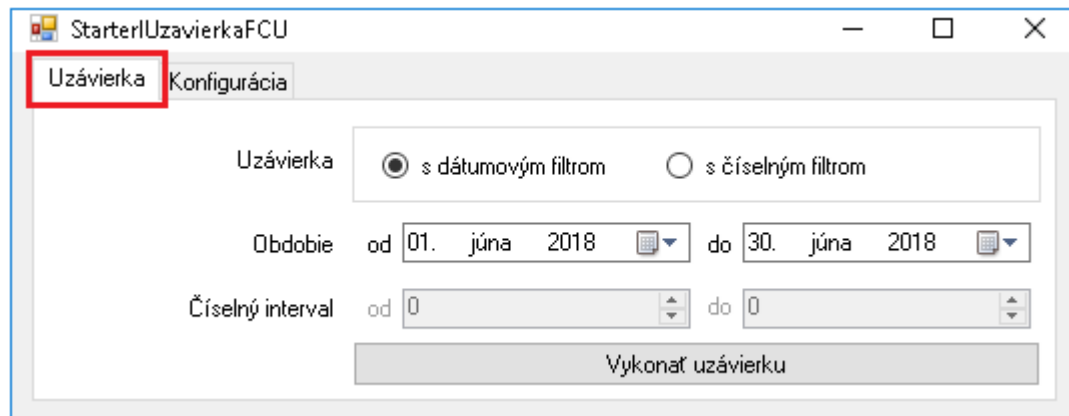 StarterIUzavierkaFCU
Uzávierka Konfigurácia
Uzávierka s dátumovým filtrom s číselným filtrom
Obdobie od 01. júna 2018 do 30. júna 2018
Číselný interval od 0 do 0
Vykonať uzávierku